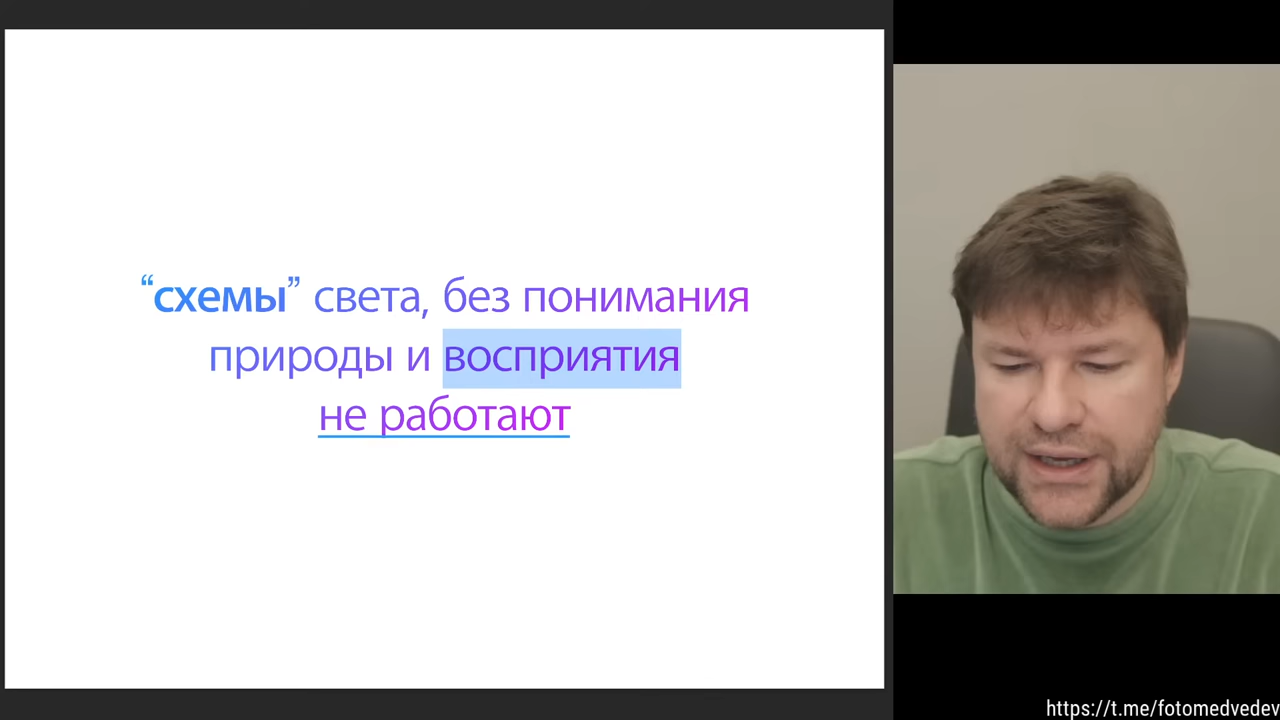 “схемы” света, без понимания
природы и восприятия
не работают
https://t.me/fotomedvedev